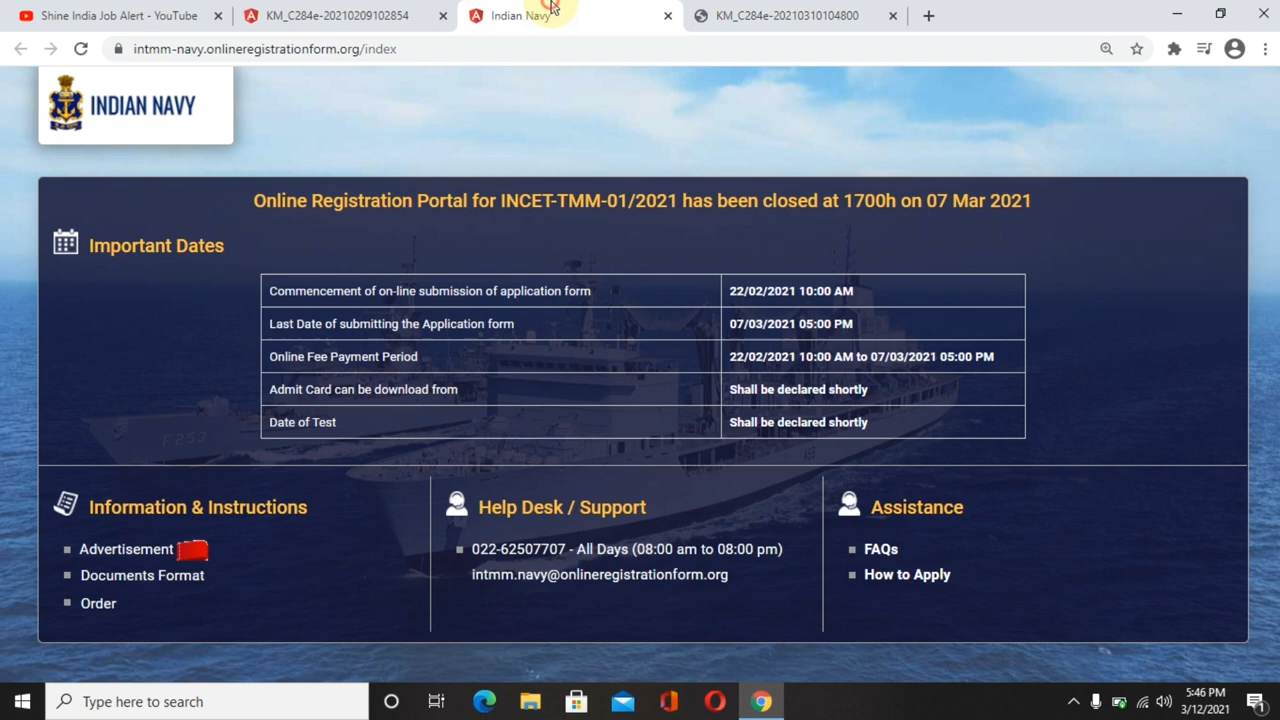 Shine India Job Alert - YouTube
KM_C284e-20210209102854
Indian Navy
KM_C284e-20210310104800
intmm-navy.onlineregistrationform.org/index
INDIAN NAVY
Online Registration Portal for INCET-TMM-01/2021 has been closed at 1700h on 07 Mar 2021
Important Dates
Commencement of on-line submission of application form 22/02/2021 10:00 AM
Last Date of submitting the Application form 07/03/2021 05:00 PM
Online Fee Payment Period 22/02/2021 10:00 AM to 07/03/2021 05:00 PM
Admit Card can be download from Shall be declared shortly
Date of Test Shall be declared shortly
F 253
Information & Instructions
Advertisement
Documents Format
Order
Help Desk / Support
022-62507707 - All Days (08:00 am to 08:00 pm)
intmm.navy@onlineregistrationform.org
Assistance
FAQs
How to Apply
Type here to search
5:46 PM
3/12/2021
1